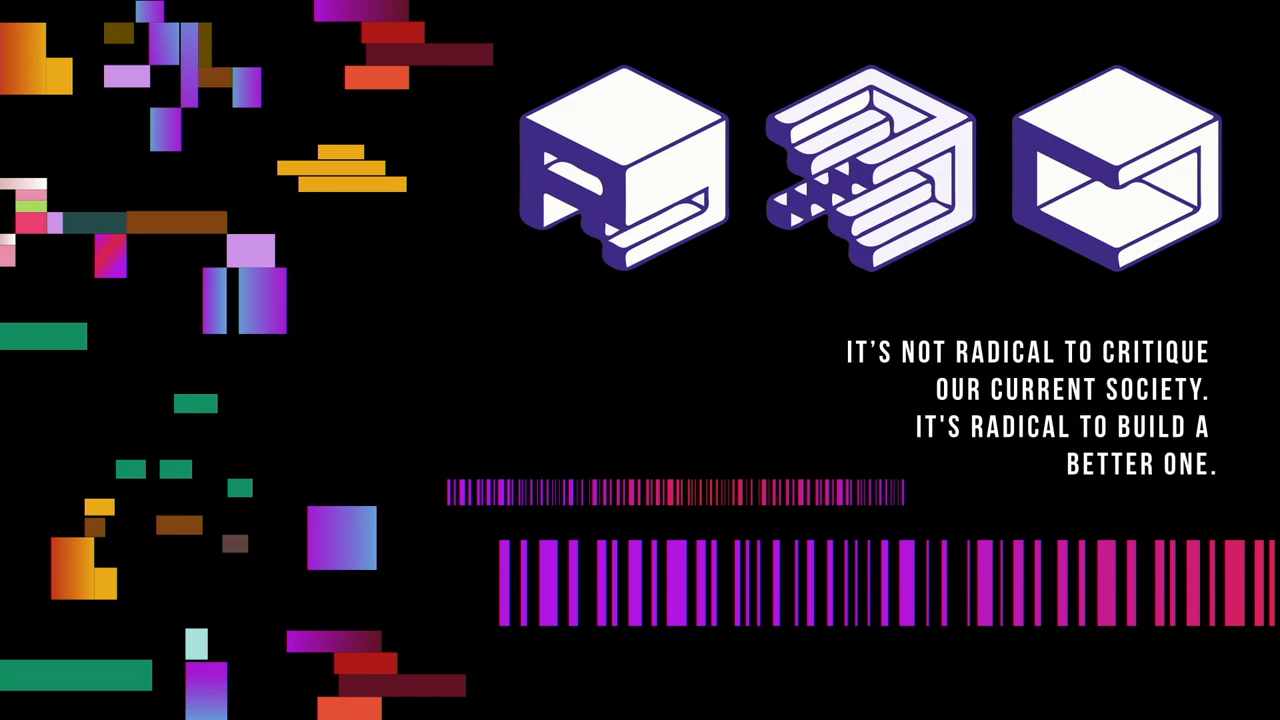 IT’S NOT RADICAL TO CRITIQUE
OUR CURRENT SOCIETY.
IT'S RADICAL TO BUILD A
BETTER ONE.